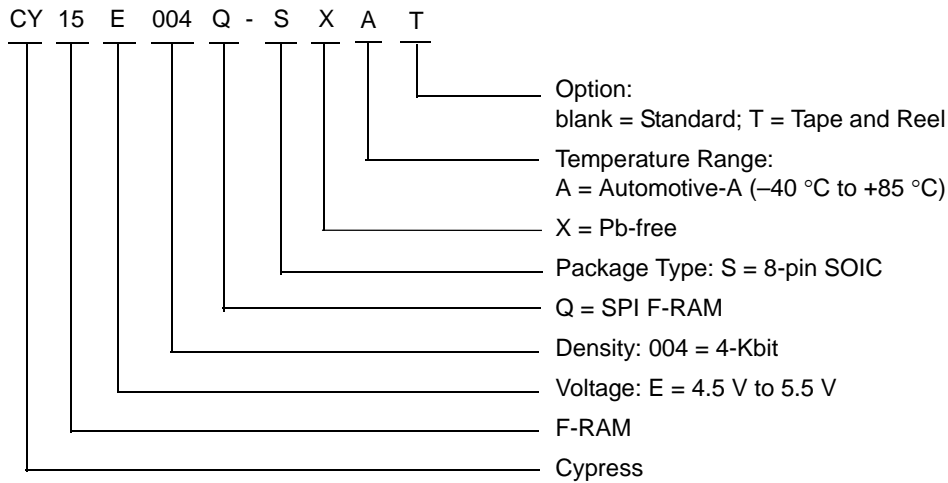 CY 15 E 004 Q - S X A T
Option:
blank = Standard; T = Tape and Reel
Temperature Range:
A = Automotive-A (–40 °C to +85 °C)
X = Pb-free
Package Type: S = 8-pin SOIC
Q = SPI F-RAM
Density: 004 = 4-Kbit
Voltage: E = 4.5 V to 5.5 V
F-RAM
Cypress